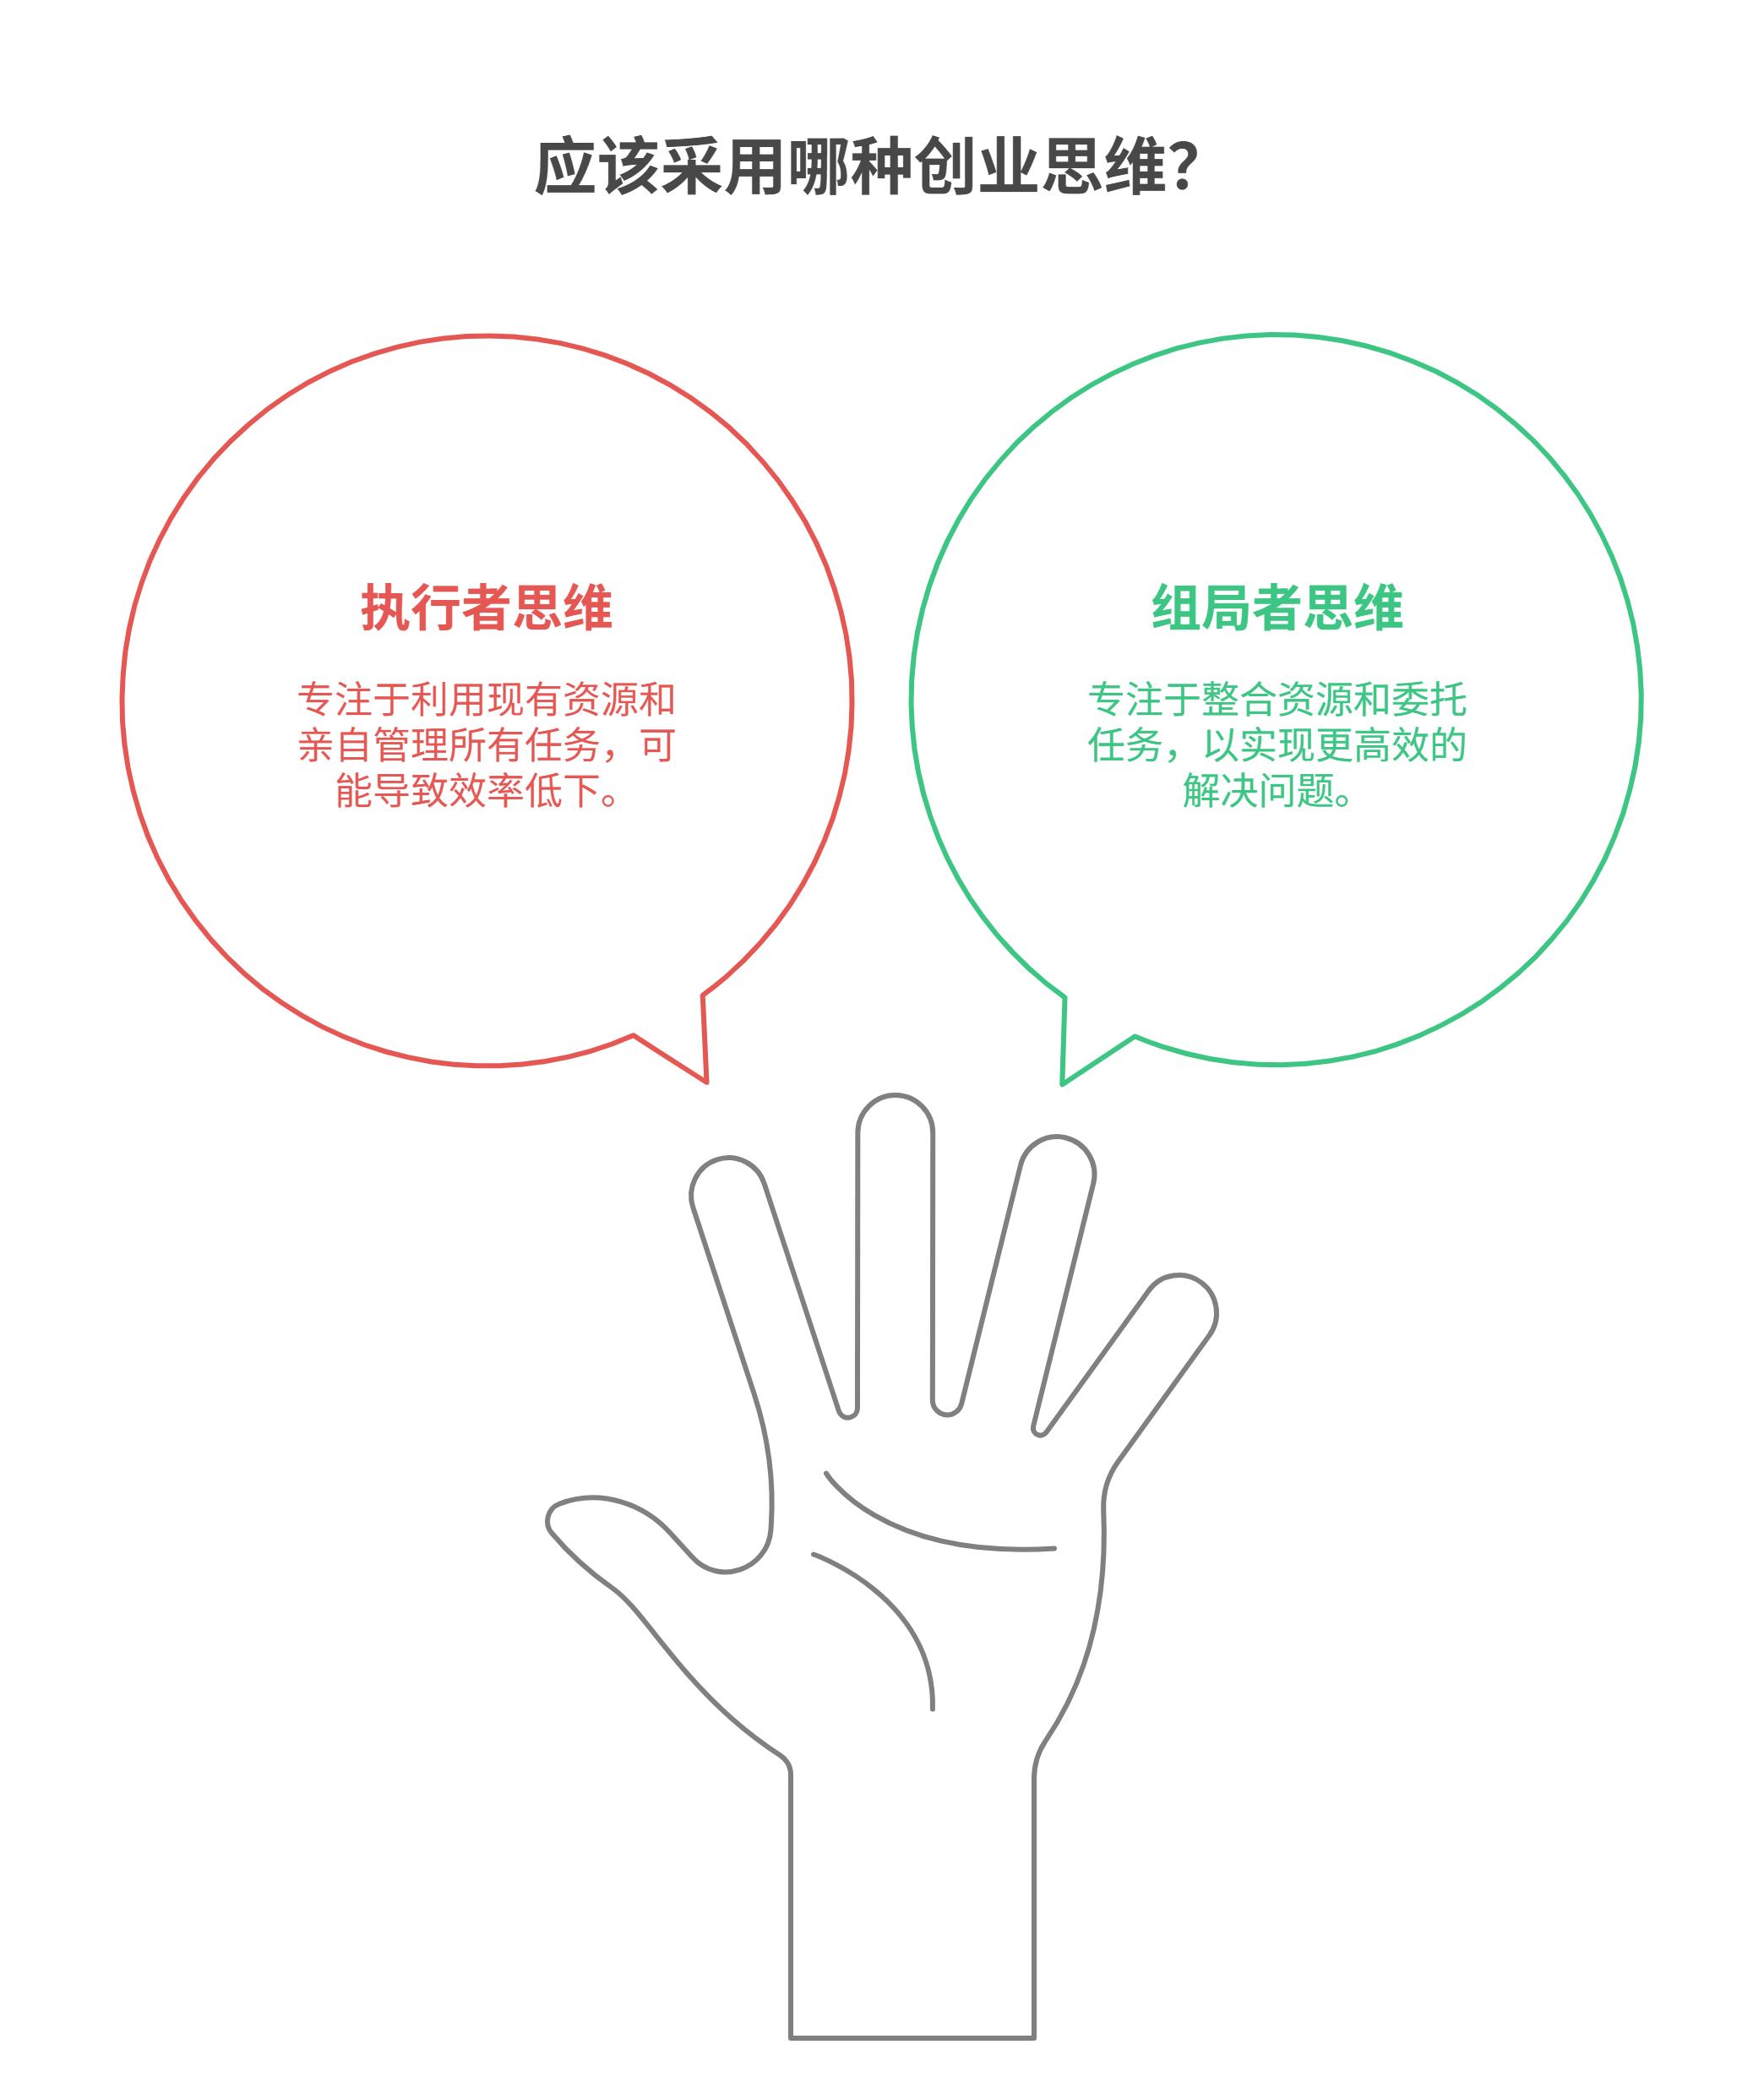 应该采用哪种创业思维?
执行者思维
专注于利用现有资源和
亲自管理所有任务，可
能导致效率低下。
组局者思维
专注于整合资源和委托
任务，以实现更高效的
解决问题。